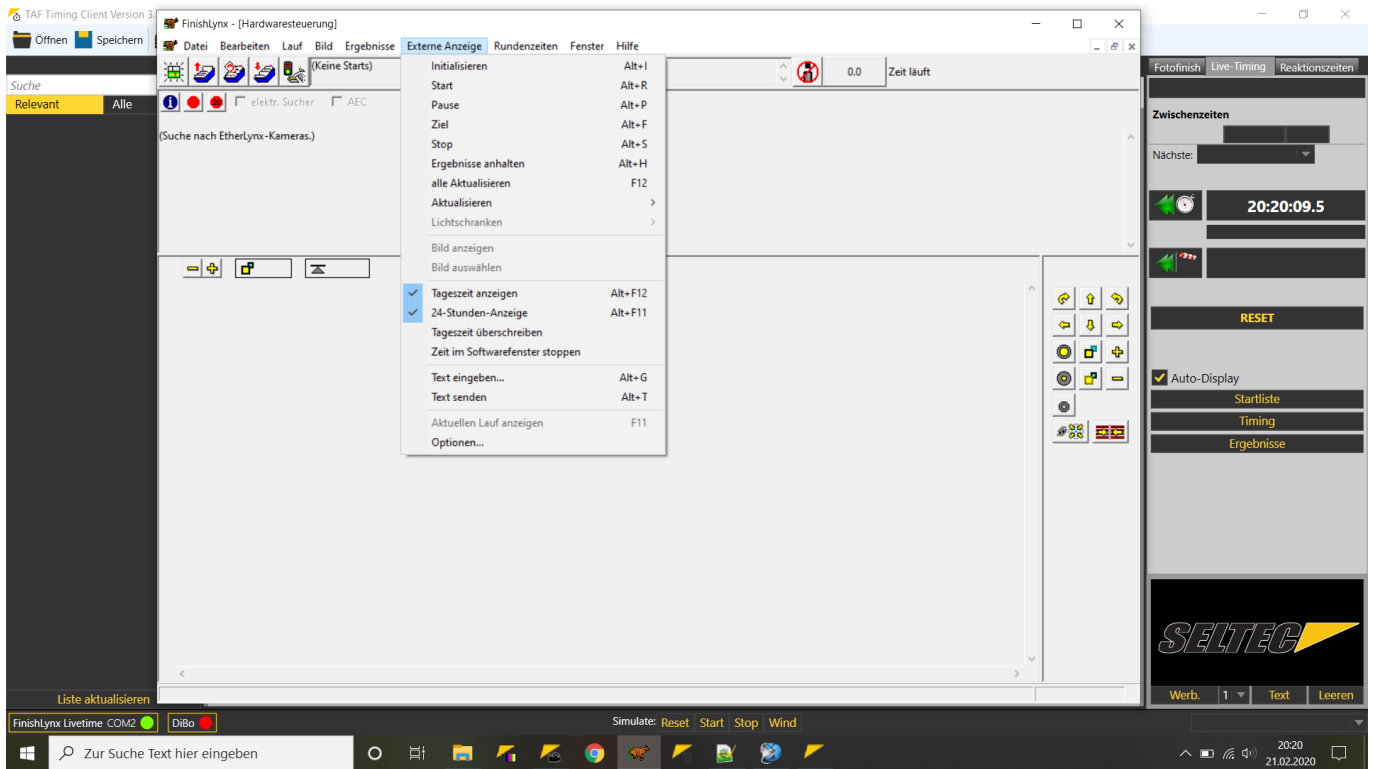 TAF Timing Client Version 3.
Öffnen Speichern
Suche
Relevant Alle
Liste aktualisieren
FinishLynx - [Hardwaresteuerung]
Datei Bearbeiten Lauf Bild Ergebnisse Externe Anzeige Rundenzeiten Fenster Hilfe
(Keine Starts)
0.0 Zeit läuft
elektr. Sucher AEC
(Suche nach EtherLynx-Kameras.)
Initialisieren Alt+I
Start Alt+R
Pause Alt+P
Ziel Alt+F
Stop Alt+S
Ergebnisse anhalten Alt+H
alle Aktualisieren F12
Aktualisieren
Lichtschranken
Bild anzeigen
Bild auswählen
Tageszeit anzeigen Alt+F12
24-Stunden-Anzeige Alt+F11
Tageszeit überschreiben
Zeit im Softwarefenster stoppen
Text eingeben... Alt+G
Text senden Alt+T
Aktuellen Lauf anzeigen F11
Optionen...
Fotofinish Live-Timing Reaktionszeiten
Zwischenzeiten
Nächste:
20:20:09.5
RESET
Auto-Display
Startliste
Timing
Ergebnisse
SELTEC
Werb. 1 Text Leeren
FinishLynx Livetime COM2 DiBo Simulate: Reset Start Stop Wind
Zur Suche Text hier eingeben
20:20
21.02.2020